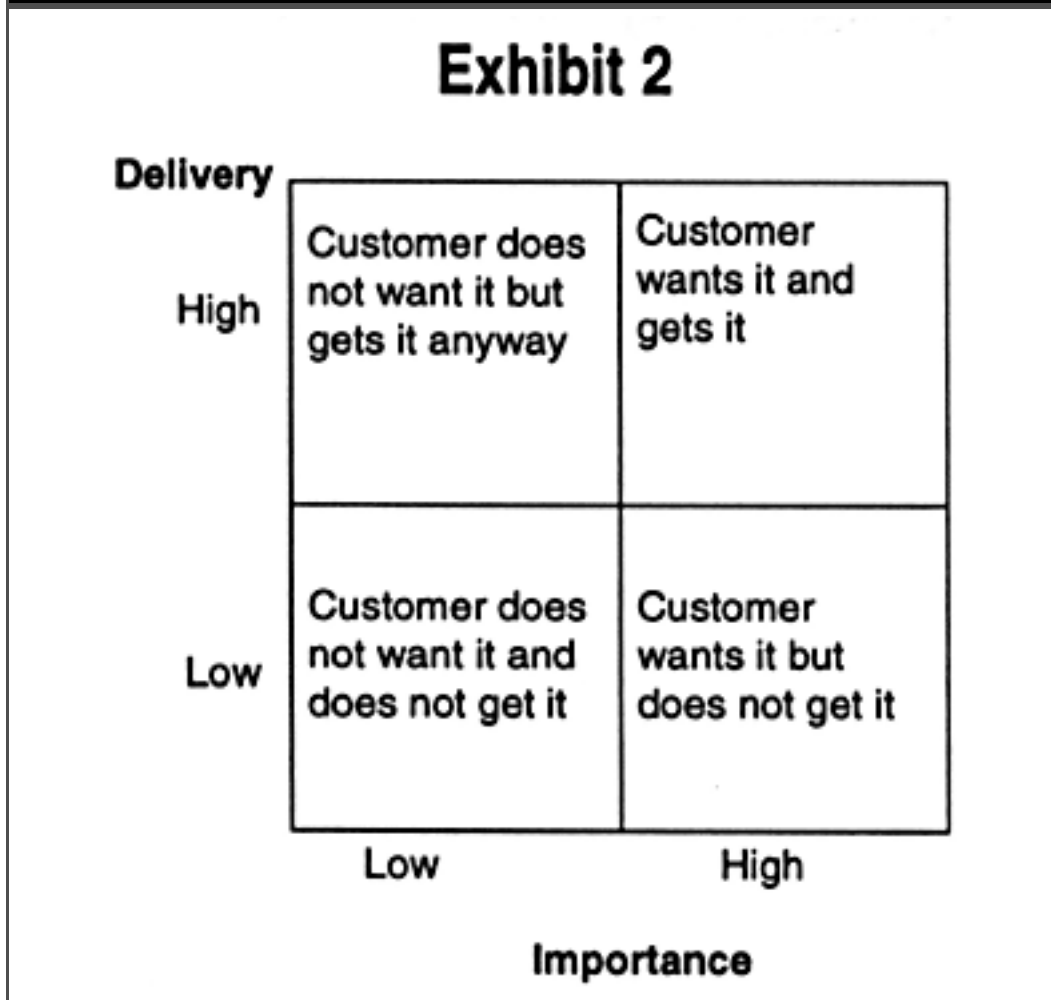 Exhibit 2
Delivery
High
Customer does
not want it but
gets it anyway
Customer
wants it and
gets it
Low
Customer does
not want it and
does not get it
Customer
wants it but
does not get it
Low
High
Importance